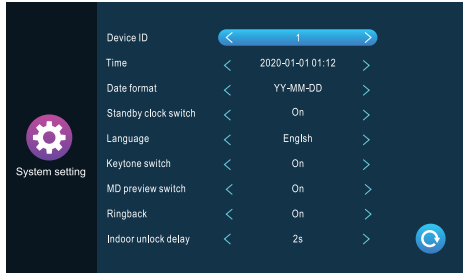 Device ID 1
Time 2020-01-01 01:12
Date format YY-MM-DD
Standby clock switch On
Language Englsh
Keytone switch On
System setting
MD preview switch On
Ringback On
Indoor unlock delay 2s